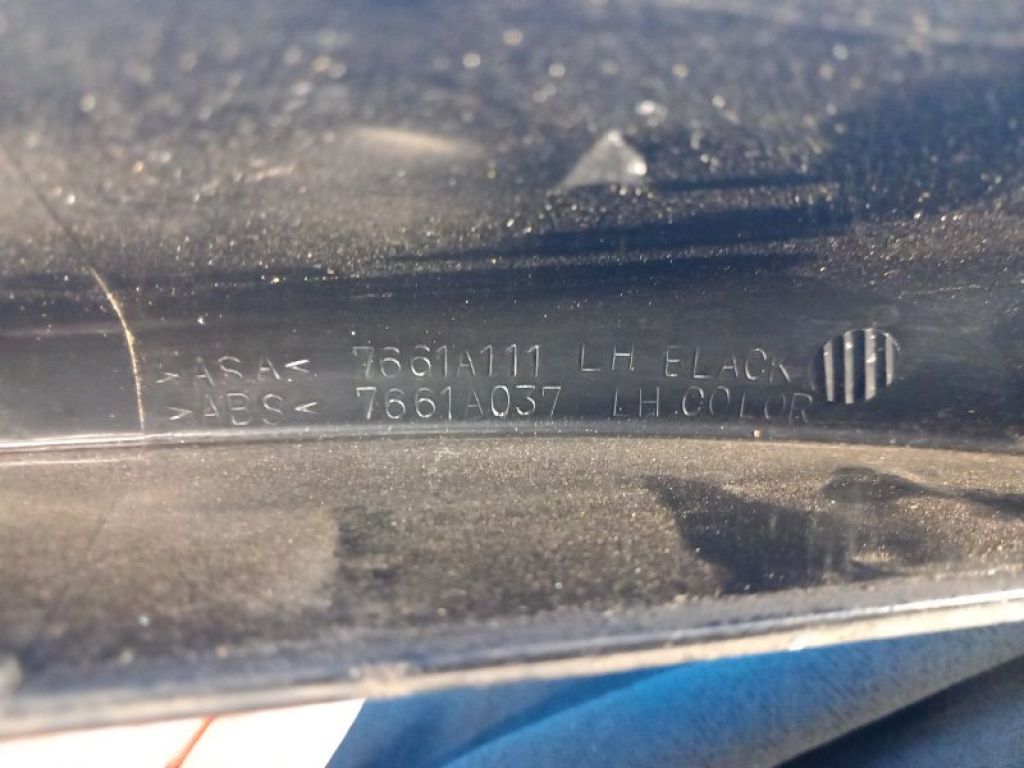 >ASA< 7661A111 LH BLACK
>ABS< 7661A037 LH COLOR